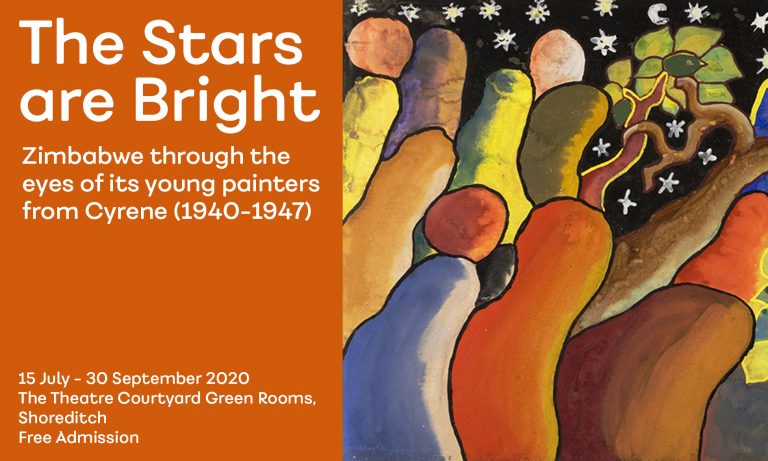 The Stars
are Bright
Zimbabwe through the
eyes of its young painters
from Cyrene (1940-1947)
15 July - 30 September 2020
The Theatre Courtyard Green Rooms,
Shoreditch
Free Admission